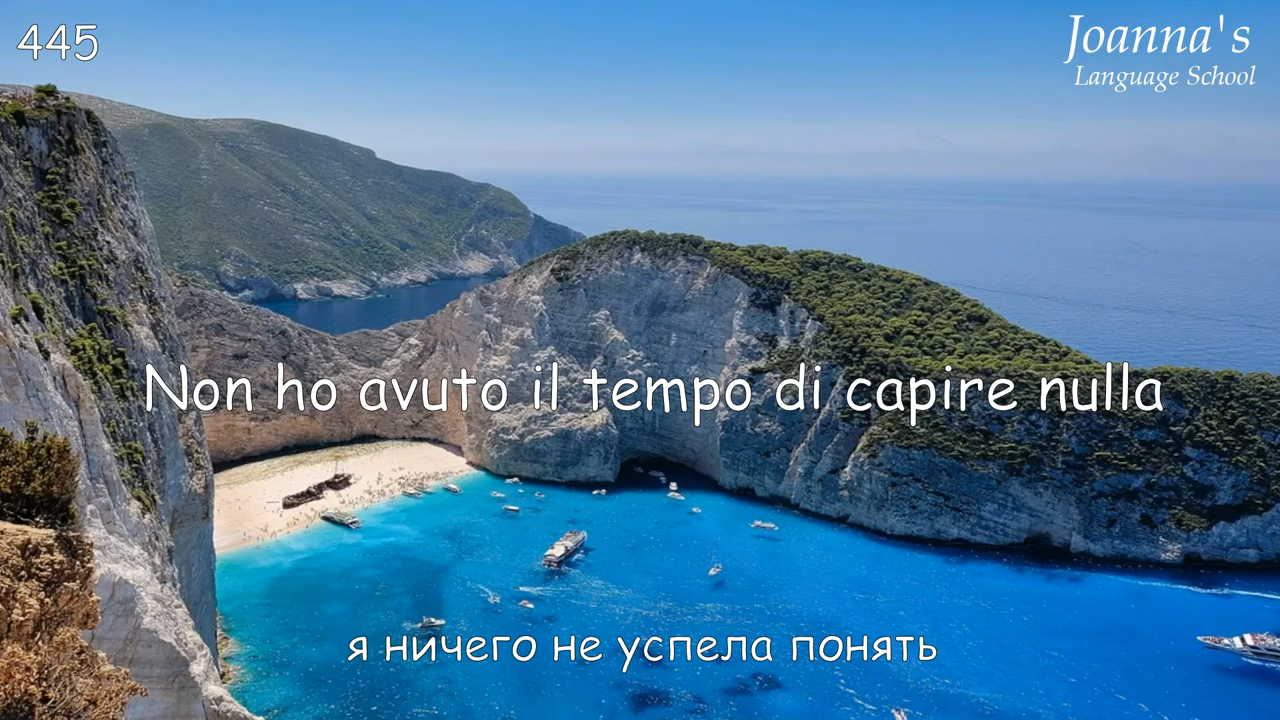 445
Joanna's
Language School
Non ho avuto il tempo di capire nulla
я ничего не успела понять